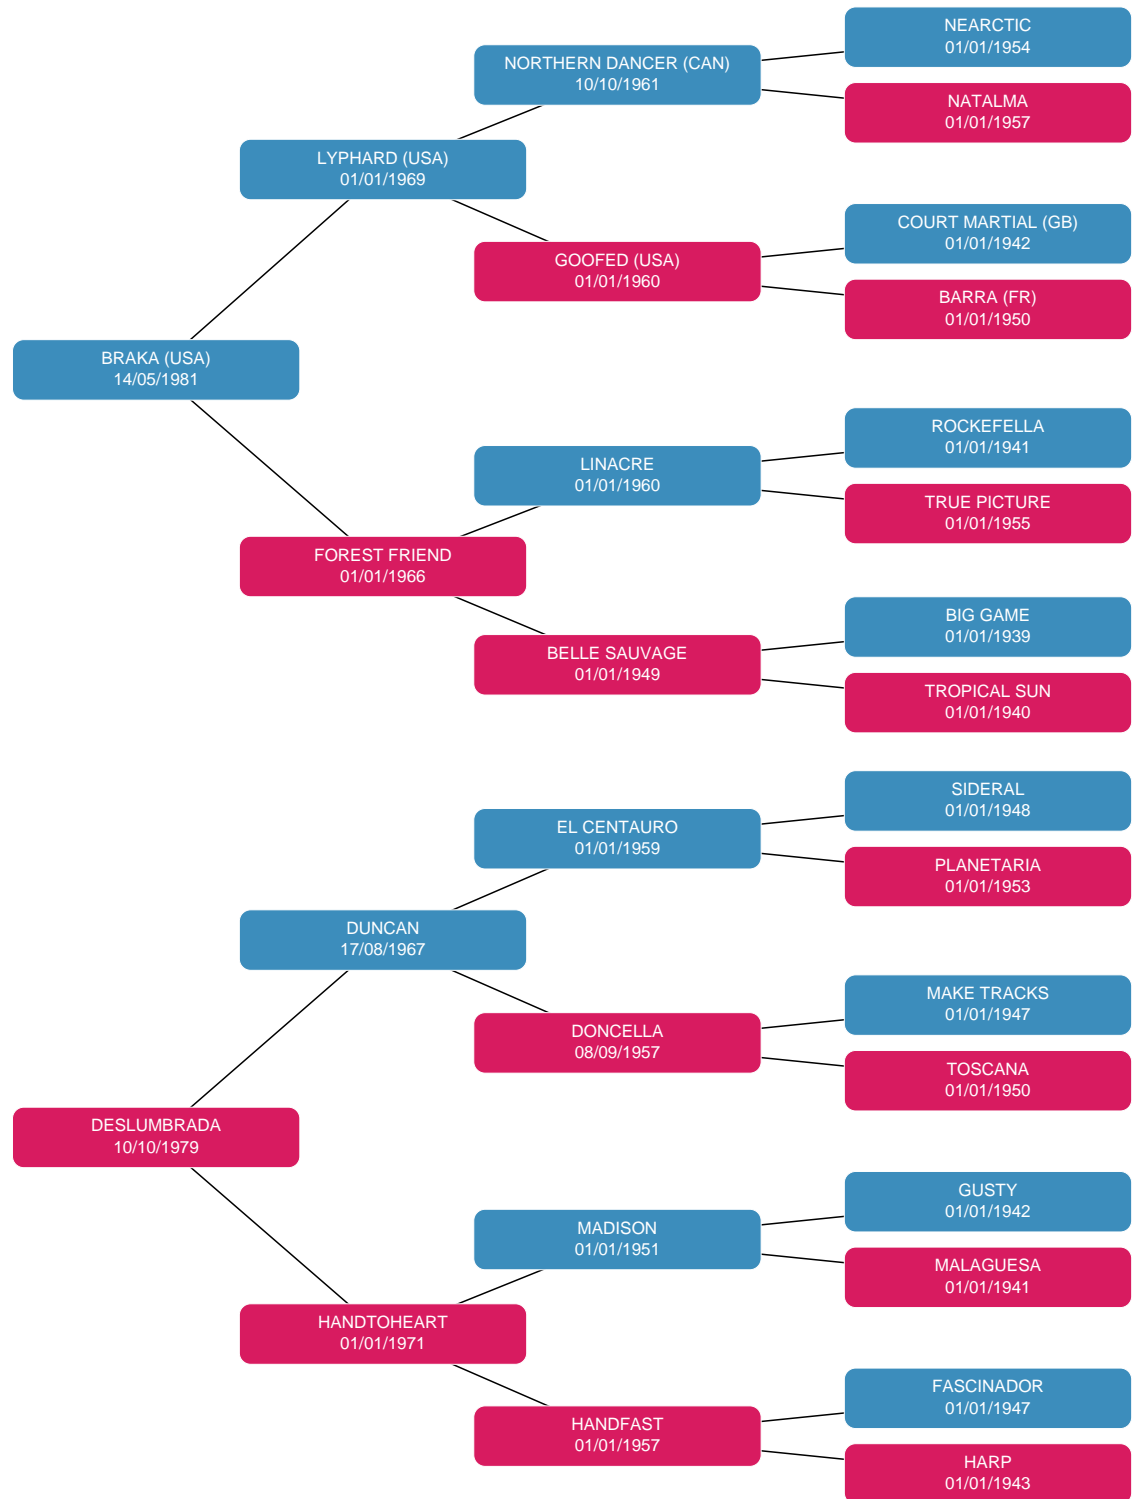 NEARCTIC
01/01/1954
NORTHERN DANCER (CAN)
10/10/1961
NATALMA
01/01/1957
LYPHARD (USA)
01/01/1969
COURT MARTIAL (GB)
01/01/1942
GOOFED (USA)
01/01/1960
BARRA (FR)
01/01/1950
BRAKA (USA)
14/05/1981
ROCKEFELLA
01/01/1941
LINACRE
01/01/1960
TRUE PICTURE
01/01/1955
FOREST FRIEND
01/01/1966
BIG GAME
01/01/1939
BELLE SAUVAGE
01/01/1949
TROPICAL SUN
01/01/1940
SIDERAL
01/01/1948
EL CENTAURO
01/01/1959
PLANETARIA
01/01/1953
DUNCAN
17/08/1967
MAKE TRACKS
01/01/1947
DONCELLA
08/09/1957
TOSCANA
01/01/1950
DESLUMBRADA
10/10/1979
GUSTY
01/01/1942
MADISON
01/01/1951
MALAGUESA
01/01/1941
HANDTOHEART
01/01/1971
FASCINADOR
01/01/1947
HANDFAST
01/01/1957
HARP
01/01/1943